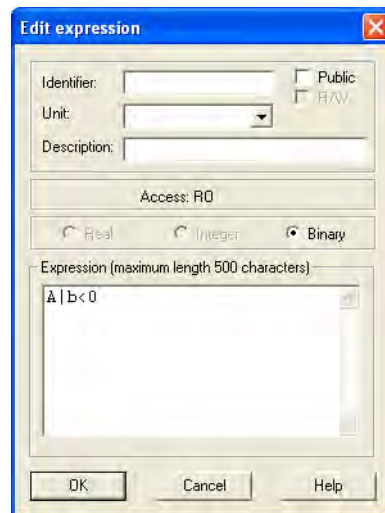 Edit expression
Identifier:
Public
R/W
Unit:
Description:
Access: RO
Real Integer Binary
Expression (maximum length 500 characters)
A|b<0
OK Cancel Help